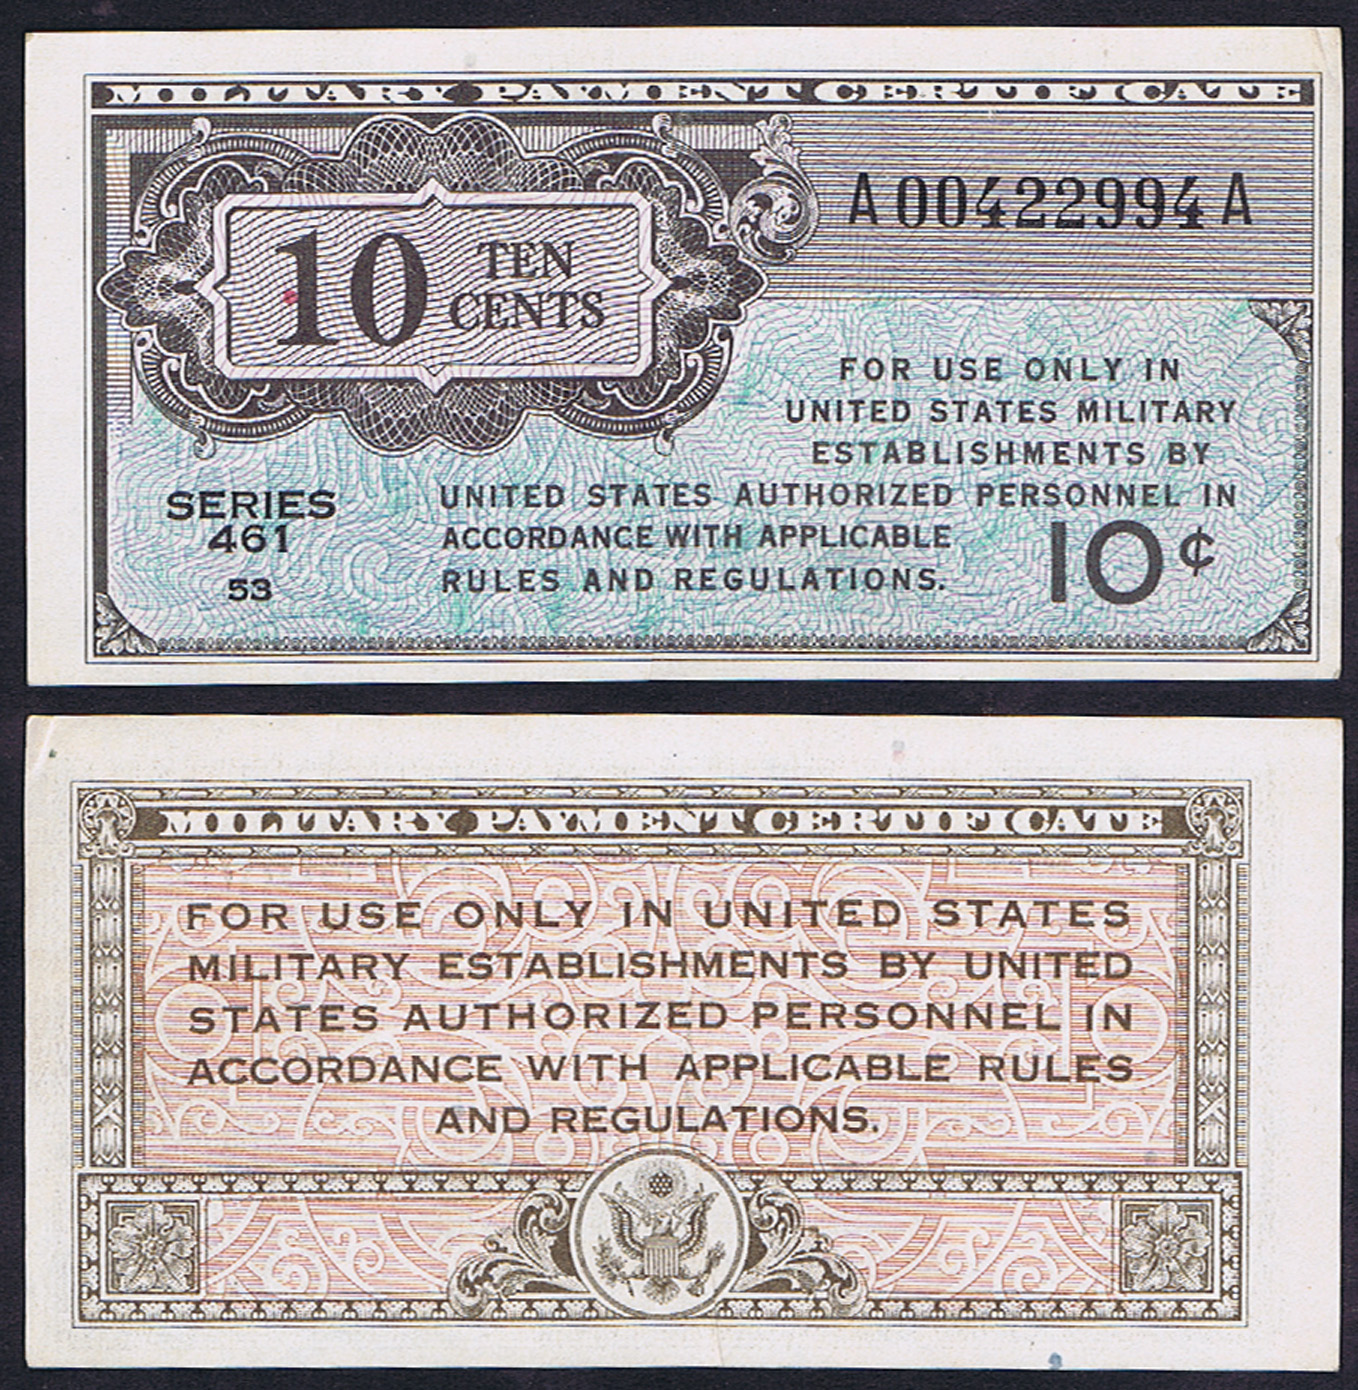 MILITARY PAYMENT CERTIFICATE
A00422994A
10 TEN CENTS
FOR USE ONLY IN
UNITED STATES MILITARY
ESTABLISHMENTS BY
UNITED STATES AUTHORIZED PERSONNEL IN
ACCORDANCE WITH APPLICABLE
RULES AND REGULATIONS.
10¢
SERIES
461
53
MILITARY PAYMENT CERTIFICATE
FOR USE ONLY IN UNITED STATES
MILITARY ESTABLISHMENTS BY UNITED
STATES AUTHORIZED PERSONNEL IN
ACCORDANCE WITH APPLICABLE RULES
AND REGULATIONS.